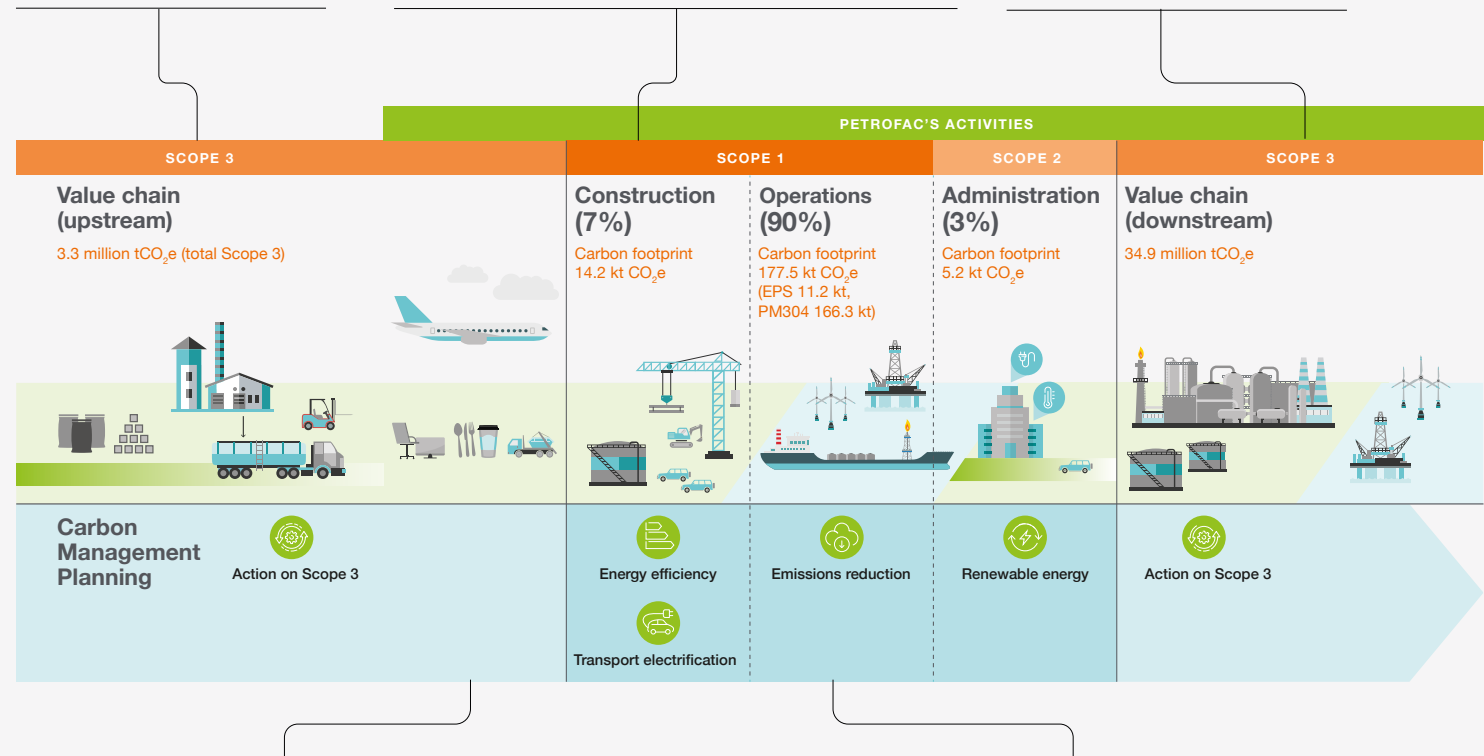 PETROFAC'S ACTIVITIES
SCOPE 3
SCOPE 1
SCOPE 2
SCOPE 3
Value chain
(upstream)
3.3 million tCO₂e (total Scope 3)
Construction
(7%)
Carbon footprint
14.2 kt CO₂e
Operations
(90%)
Carbon footprint
177.5 kt CO₂e
(EPS 11.2 kt,
PM304 166.3 kt)
Administration
(3%)
Carbon footprint
5.2 kt CO₂e
Value chain
(downstream)
34.9 million tCO₂e
Carbon
Management
Planning
Action on Scope 3
Energy efficiency
Transport electrification
Emissions reduction
Renewable energy
Action on Scope 3